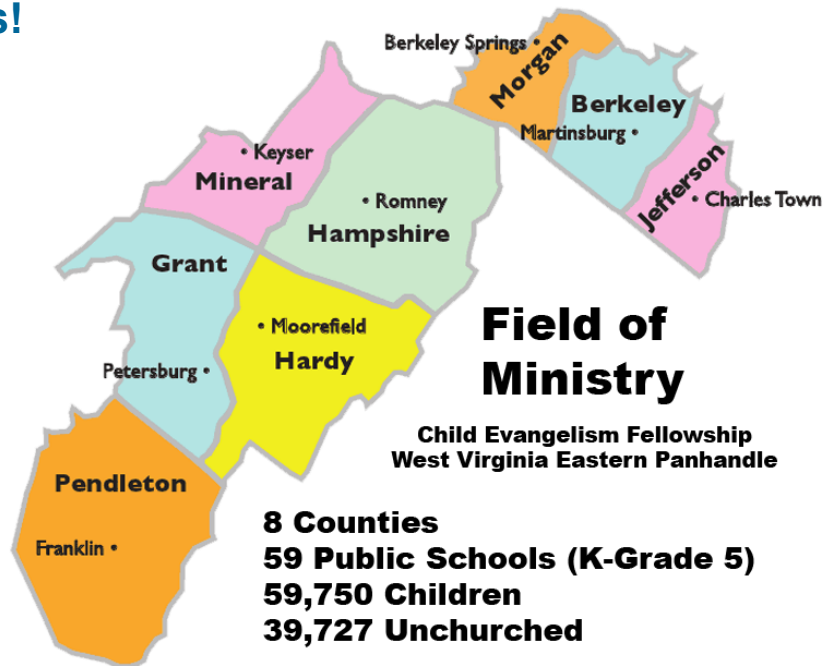 s!
Berkeley Springs
Morgan
Berkeley
Martinsburg
Jefferson
Charles Town
Keyser
Mineral
Romney
Hampshire
Grant
Moorefield
Hardy
Petersburg
Field of
Ministry
Child Evangelism Fellowship
West Virginia Eastern Panhandle
Pendleton
Franklin
8 Counties
59 Public Schools (K-Grade 5)
59,750 Children
39,727 Unchurched